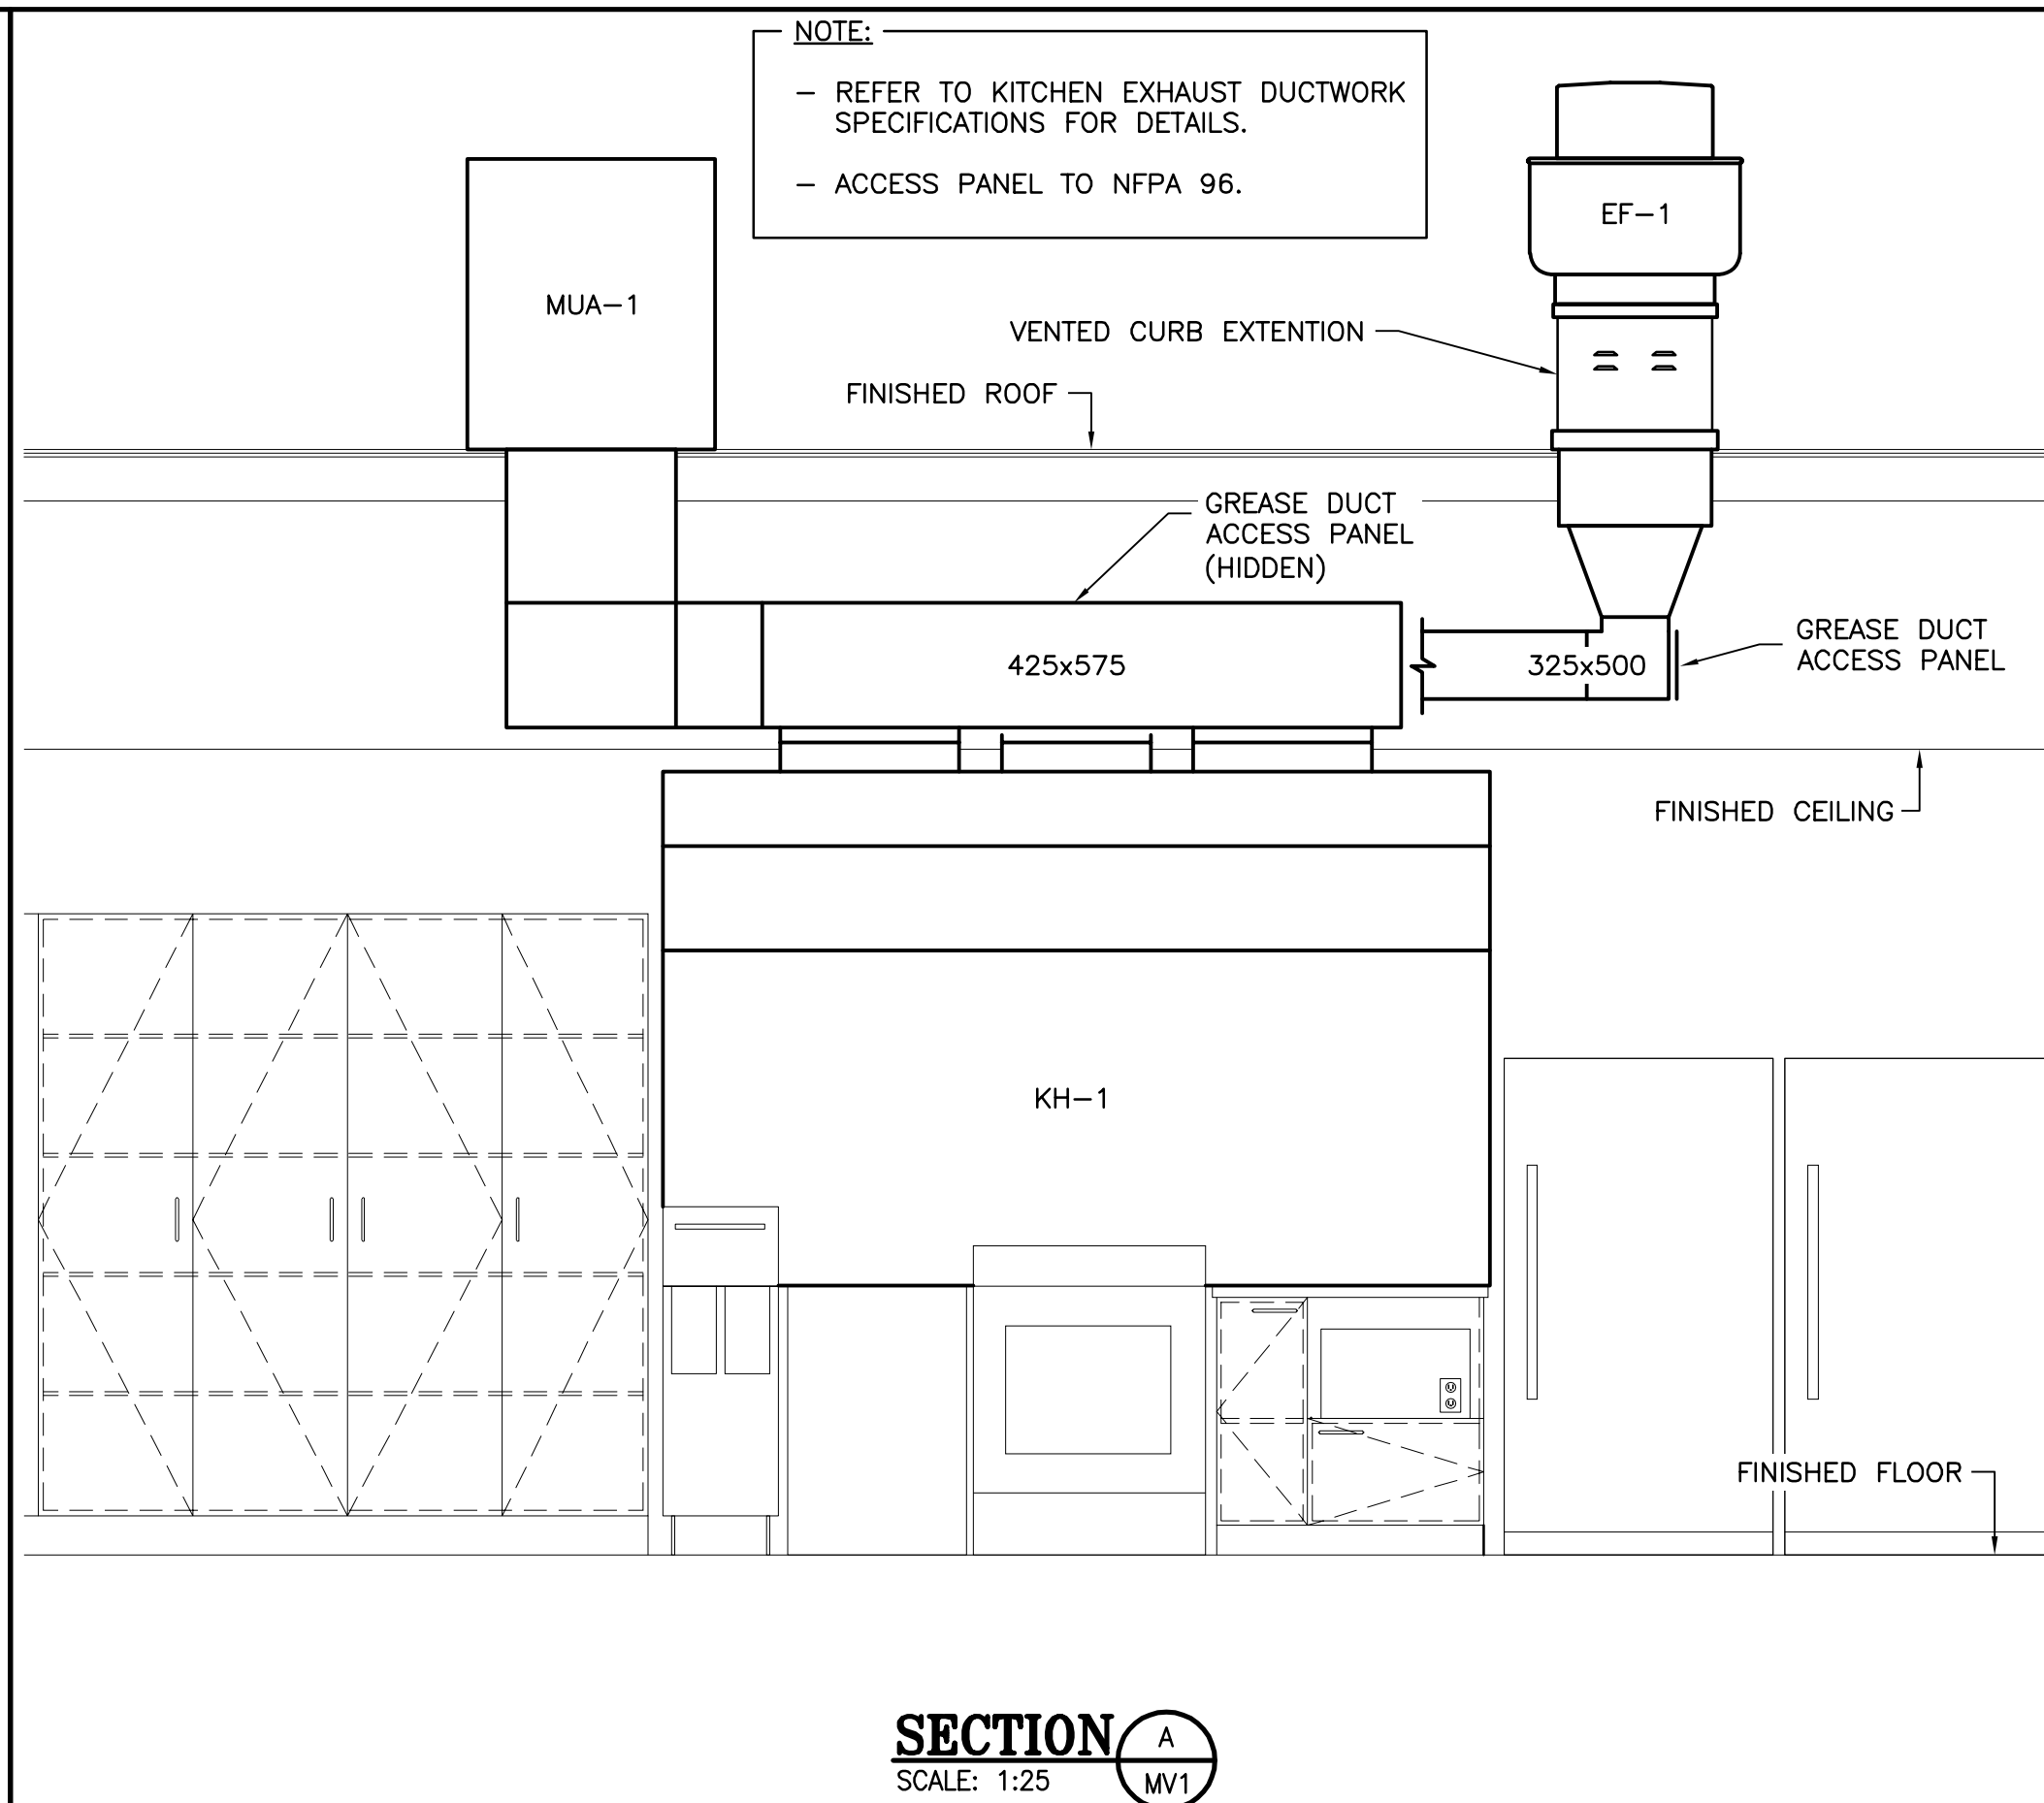 NOTE:
– REFER TO KITCHEN EXHAUST DUCTWORK
SPECIFICATIONS FOR DETAILS.
– ACCESS PANEL TO NFPA 96.
EF–1
MUA–1
VENTED CURB EXTENTION
FINISHED ROOF
GREASE DUCT
ACCESS PANEL
(HIDDEN)
425x575
325x500
GREASE DUCT
ACCESS PANEL
FINISHED CEILING
KH–1
FINISHED FLOOR
SECTION
SCALE: 1:25
A
MV1